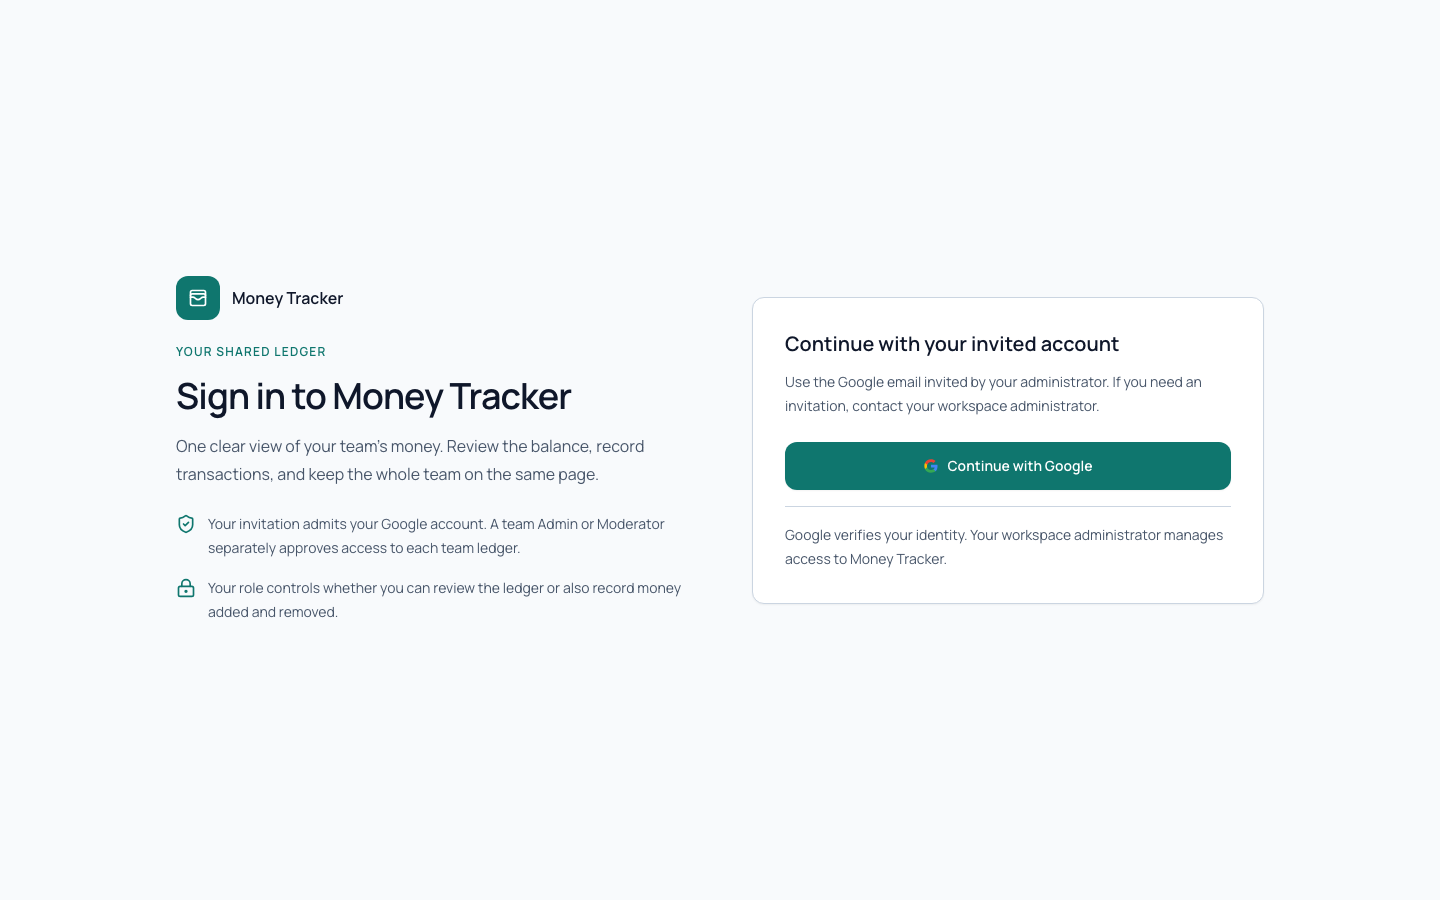 Money Tracker
YOUR SHARED LEDGER
Sign in to Money Tracker
One clear view of your team's money. Review the balance, record
transactions, and keep the whole team on the same page.
Your invitation admits your Google account. A team Admin or Moderator
separately approves access to each team ledger.
Your role controls whether you can review the ledger or also record money
added and removed.
Continue with your invited account
Use the Google email invited by your administrator. If you need an
invitation, contact your workspace administrator.
Continue with Google
Google verifies your identity. Your workspace administrator manages
access to Money Tracker.